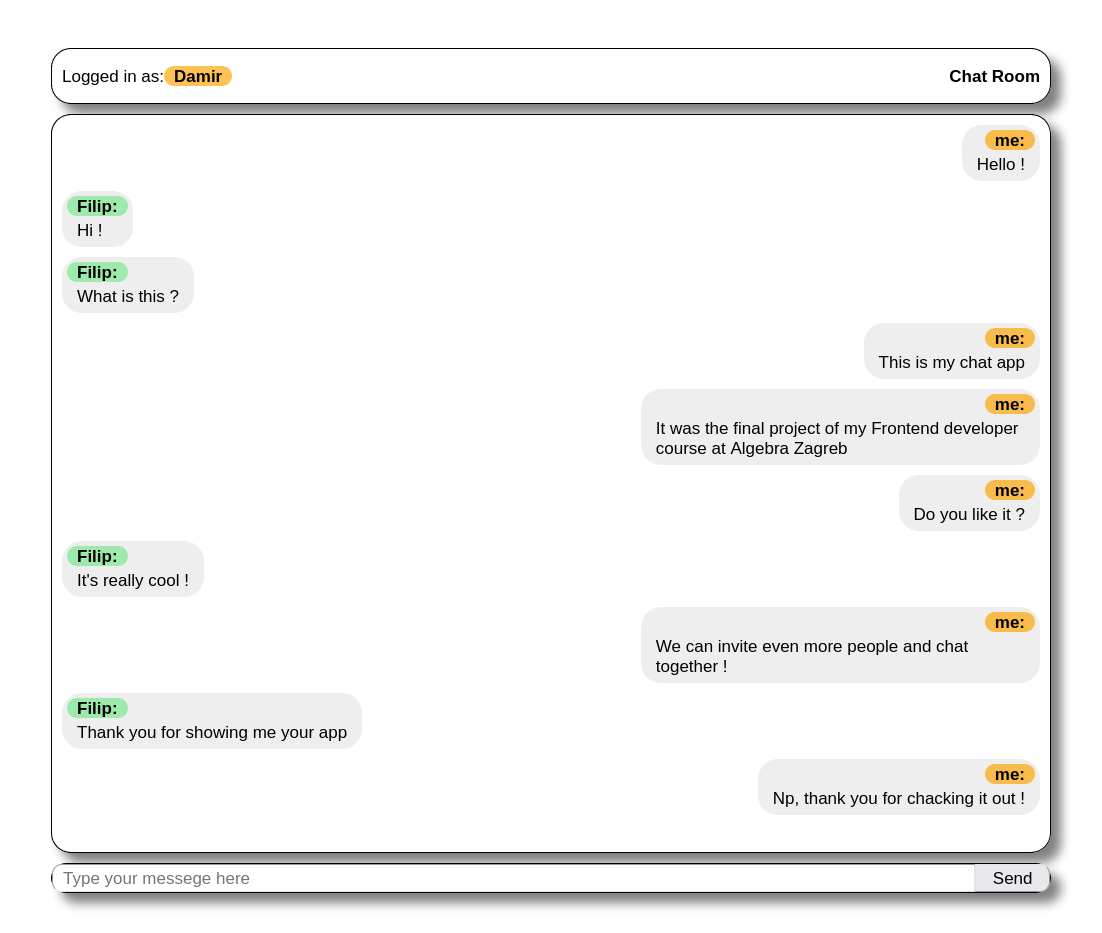 Logged in as: Damir
Chat Room
me:
Hello !
Filip:
Hi !
Filip:
What is this ?
me:
This is my chat app
me:
It was the final project of my Frontend developer
course at Algebra Zagreb
me:
Do you like it ?
Filip:
It's really cool !
me:
We can invite even more people and chat
together !
Filip:
Thank you for showing me your app
me:
Np, thank you for chacking it out !
Type your messege here
Send